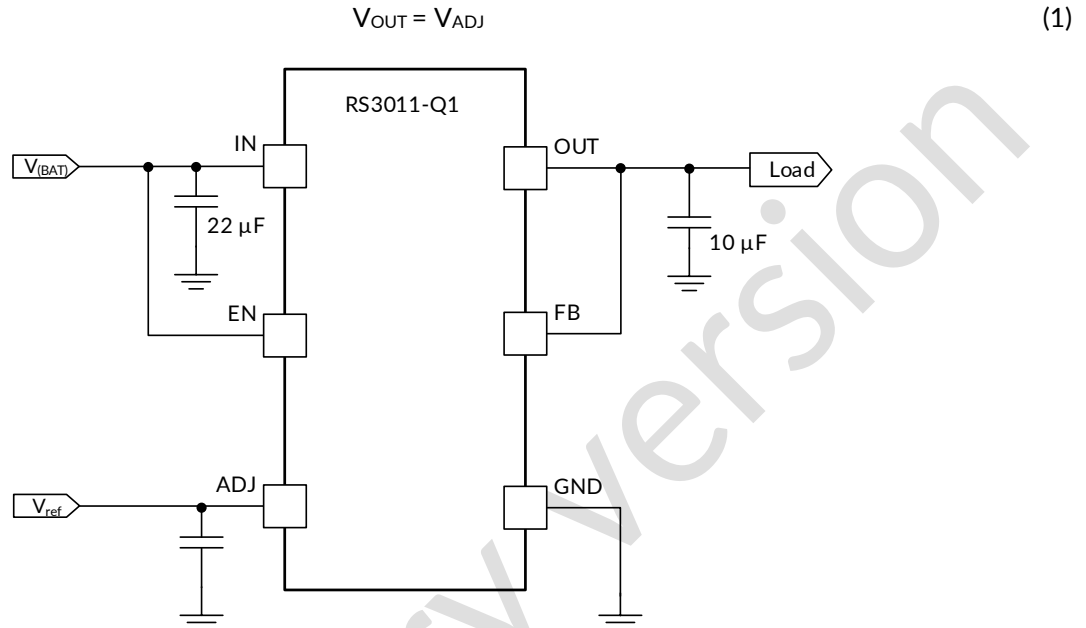 VOUT = VADJ (1)
RS3011-Q1
IN
OUT
V(BAT)
Load
22 µF
10 µF
EN
FB
ADJ
GND
Vref
ry version